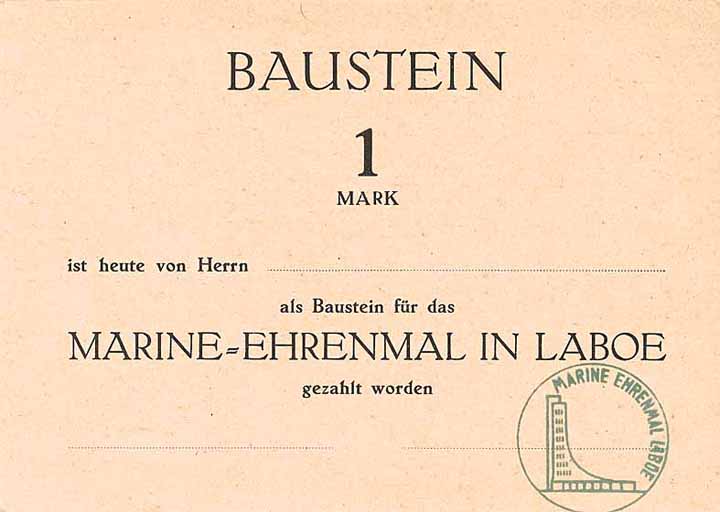 BAUSTEIN
1
MARK
ist heute von Herrn
als Baustein für das
MARINE=EHRENMAL IN LABOE
gezahlt worden
MARINE EHRENMAL LABOE